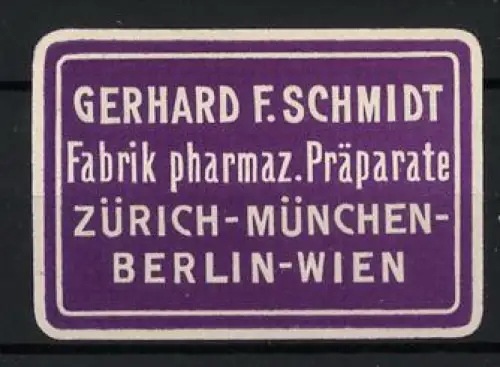 GERHARD F. SCHMIDT
Fabrik pharmaz. Präparate
ZÜRICH-MÜNCHEN-
BERLIN-WIEN